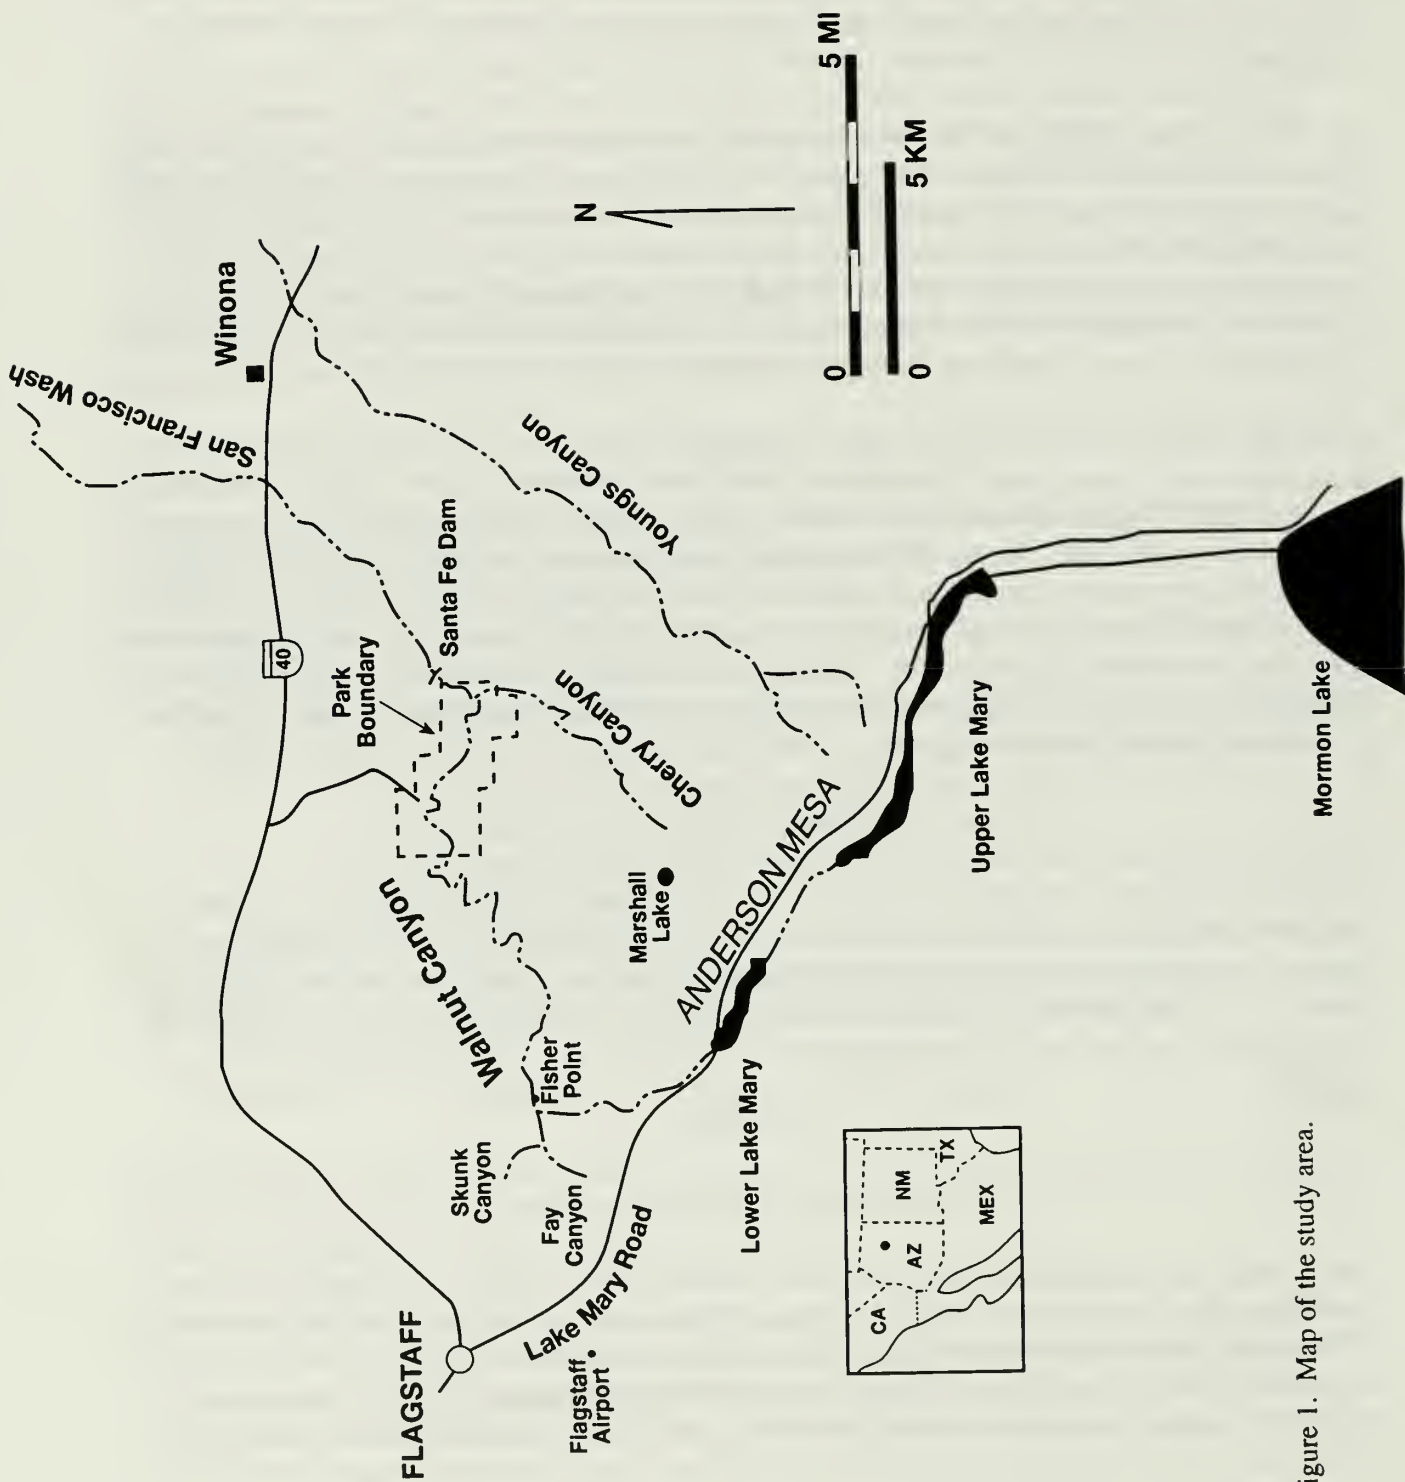 San Francisco Wash
Winona
N
0
5 MI
0
5 KM
40
Park
Boundary
Santa Fe Dam
Youngs Canyon
Cherry Canyon
Walnut Canyon
Marshall
Lake
ANDERSON MESA
Fisher
Point
Skunk
Canyon
Fay
Canyon
FLAGSTAFF
Lake Mary Road
Flagstaff
Airport
Lower Lake Mary
Upper Lake Mary
Mormon Lake
CA
AZ
NM
TX
MEX
igure 1. Map of the study area.